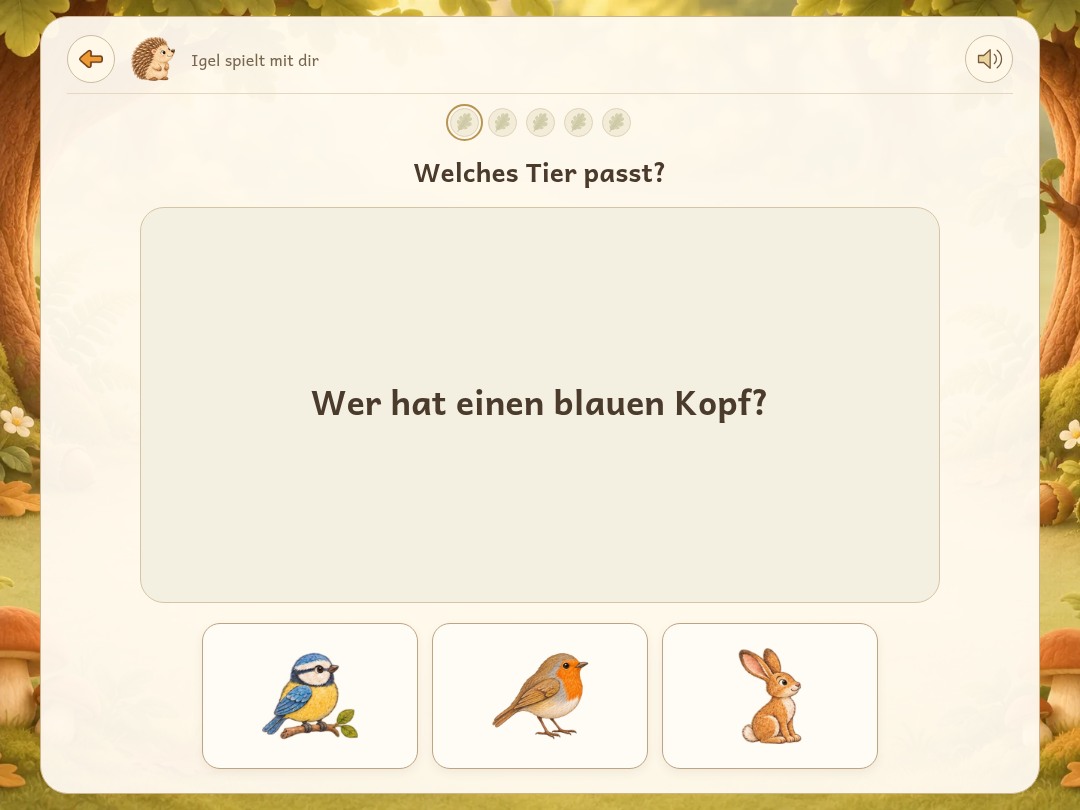 Igel spielt mit dir
Welches Tier passt?
Wer hat einen blauen Kopf?